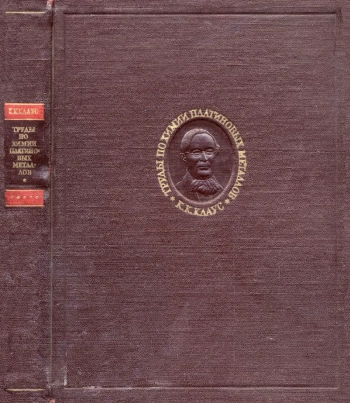 К.К.КЛАУС
ТРУДЫ
ПО
ХИМИИ
ПЛАТИНО-
ВЫХ
МЕТАЛ-
ЛОВ
ТРУДЫ ПО ХИМИИ ПЛАТИНОВЫХ МЕТАЛЛОВ
К.К.КЛАУС